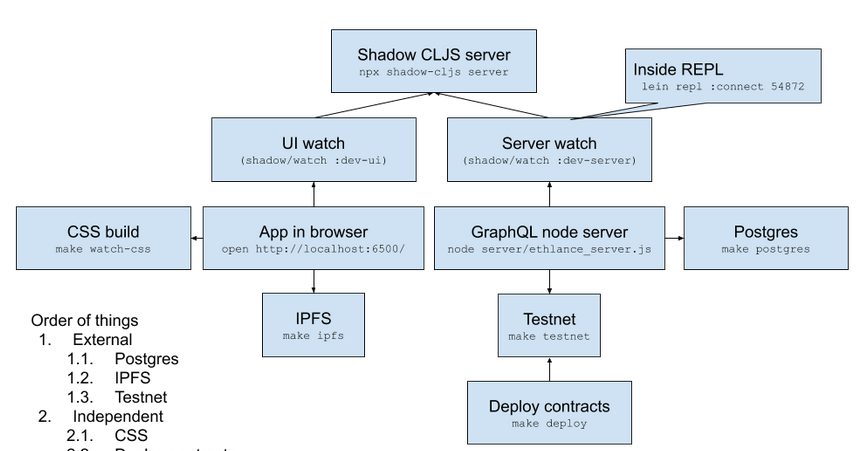 Shadow CLJS server
npx shadow-cljs server
Inside REPL
lein repl :connect 54872
UI watch
(shadow/watch :dev-ui)
Server watch
(shadow/watch :dev-server)
CSS build
make watch-css
App in browser
open http://localhost:6500/
GraphQL node server
node server/ethlance_server.js
Postgres
make postgres
IPFS
make ipfs
Testnet
make testnet
Deploy contracts
make deploy
Order of things
1. External
1.1. Postgres
1.2. IPFS
1.3. Testnet
2. Independent
2.1. CSS